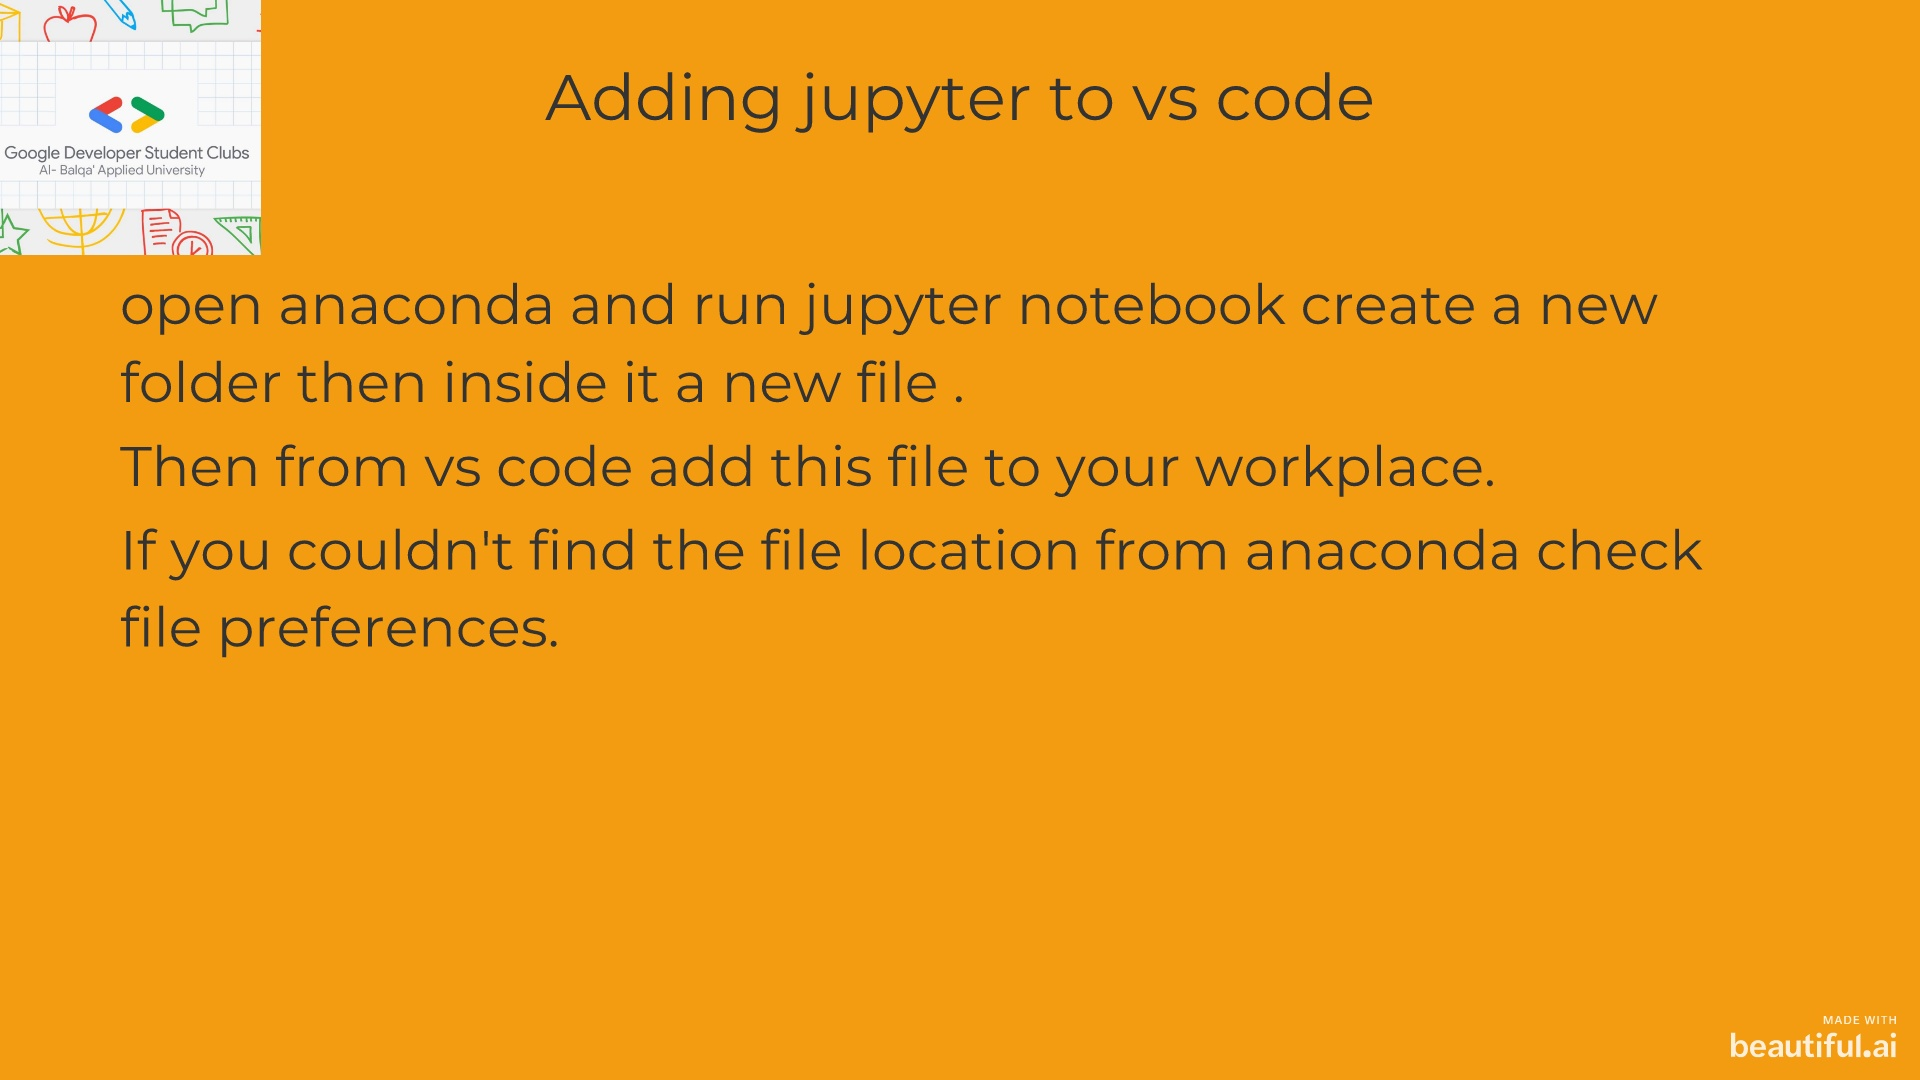 Google Developer Student Clubs
Al- Balqa' Applied University
Adding jupyter to vs code
open anaconda and run jupyter notebook create a new
folder then inside it a new file .
Then from vs code add this file to your workplace.
If you couldn't find the file location from anaconda check
file preferences.
MADE WITH
beautiful.ai